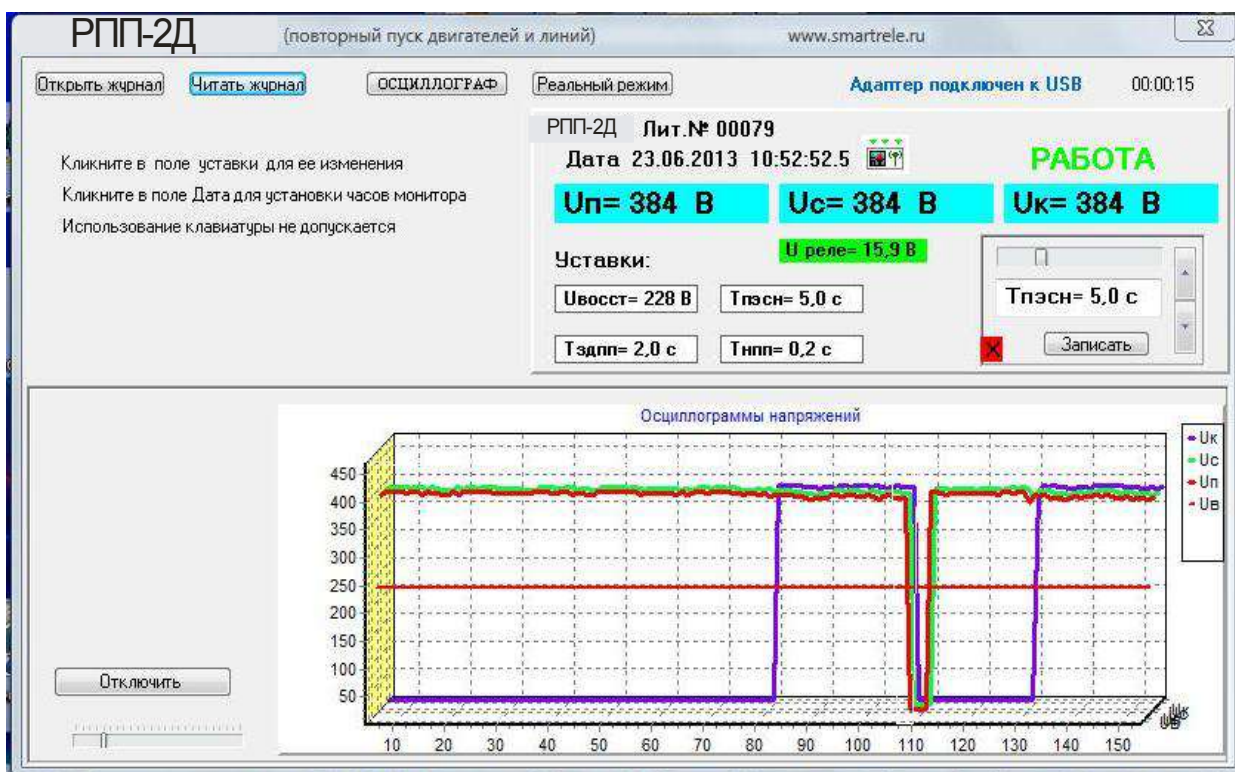 РПП-2Д (повторный пуск двигателей и линий) www.smartrele.ru
Открыть журнал Читать журнал ОСЦИЛЛОГРАФ Реальный режим Адаптер подключен к USB 00:00:15
РПП-2Д Лит.№ 00079
Дата 23.06.2013 10:52:52.5
РАБОТА
Кликните в поле уставки для ее изменения
Кликните в поле Дата для установки часов монитора
Использование клавиатуры не допускается
Uп= 384 В Uс= 384 В Uк= 384 В
U реле= 15,9 В
Уставки:
Uвосст= 228 В Тпэсн= 5,0 с
Тздпп= 2,0 с Тнпп= 0,2 с
Тпэсн= 5,0 с
X Записать
Осциллограммы напряжений
450
400
350
300
250
200
150
100
50
10 20 30 40 50 60 70 80 90 100 110 120 130 140 150
Uк
Uс
Uп
Uв
Отключить